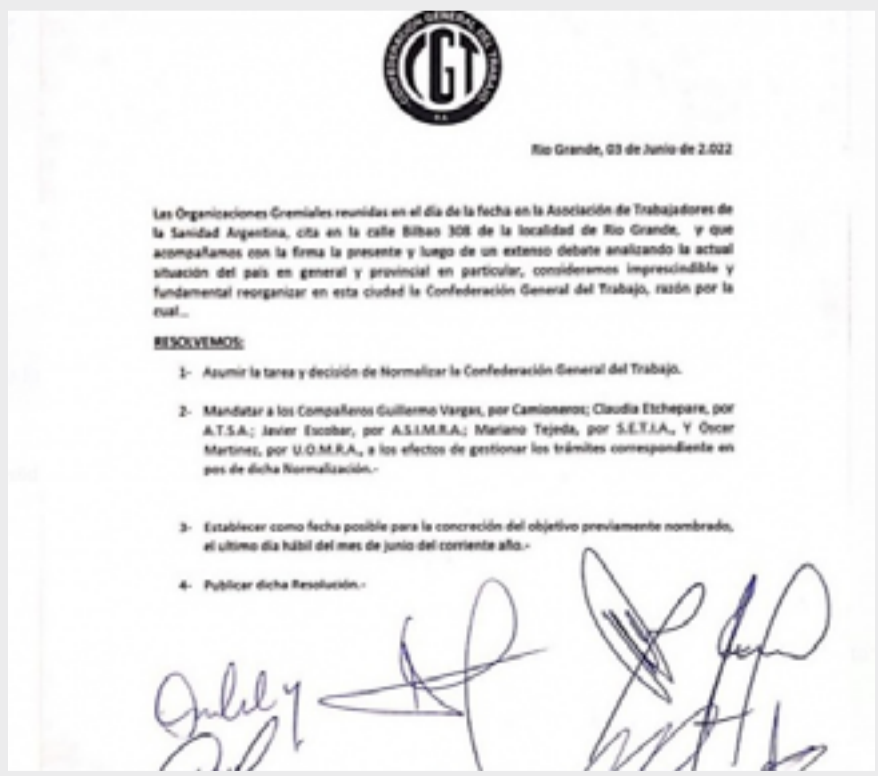 CONFEDERACIÓN GENERAL DEL TRABAJO
CGT
R.A.
Rio Grande, 03 de Junio de 2.022
Las Organizaciones Gremiales reunidas en el día de la fecha en la Asociación de Trabajadores de
la Sanidad Argentina, cita en la calle Bilbao 308 de la localidad de Rio Grande, y que
acompañamos con la firma la presente y luego de un extenso debate analizando la actual
situación del país en general y provincial en particular, consideramos imprescindible y
fundamental reorganizar en esta ciudad la Confederación General del Trabajo, razón por la
cual...
RESOLVEMOS:
1- Asumir la tarea y decisión de Normalizar la Confederación General del Trabajo.
2- Mandatar a los Compañeros Guillermo Vargas, por Camioneros; Claudia Etchepare, por
A.T.S.A.; Javier Escobar, por A.S.I.M.R.A.; Mariano Tejeda, por S.E.T.I.A., Y Oscar
Martinez, por U.O.M.R.A., a los efectos de gestionar los trámites correspondiente en
pos de dicha Normalización.-
3- Establecer como fecha posible para la concreción del objetivo previamente nombrado,
el ultimo día hábil del mes de junio del corriente año.-
4- Publicar dicha Resolución.-